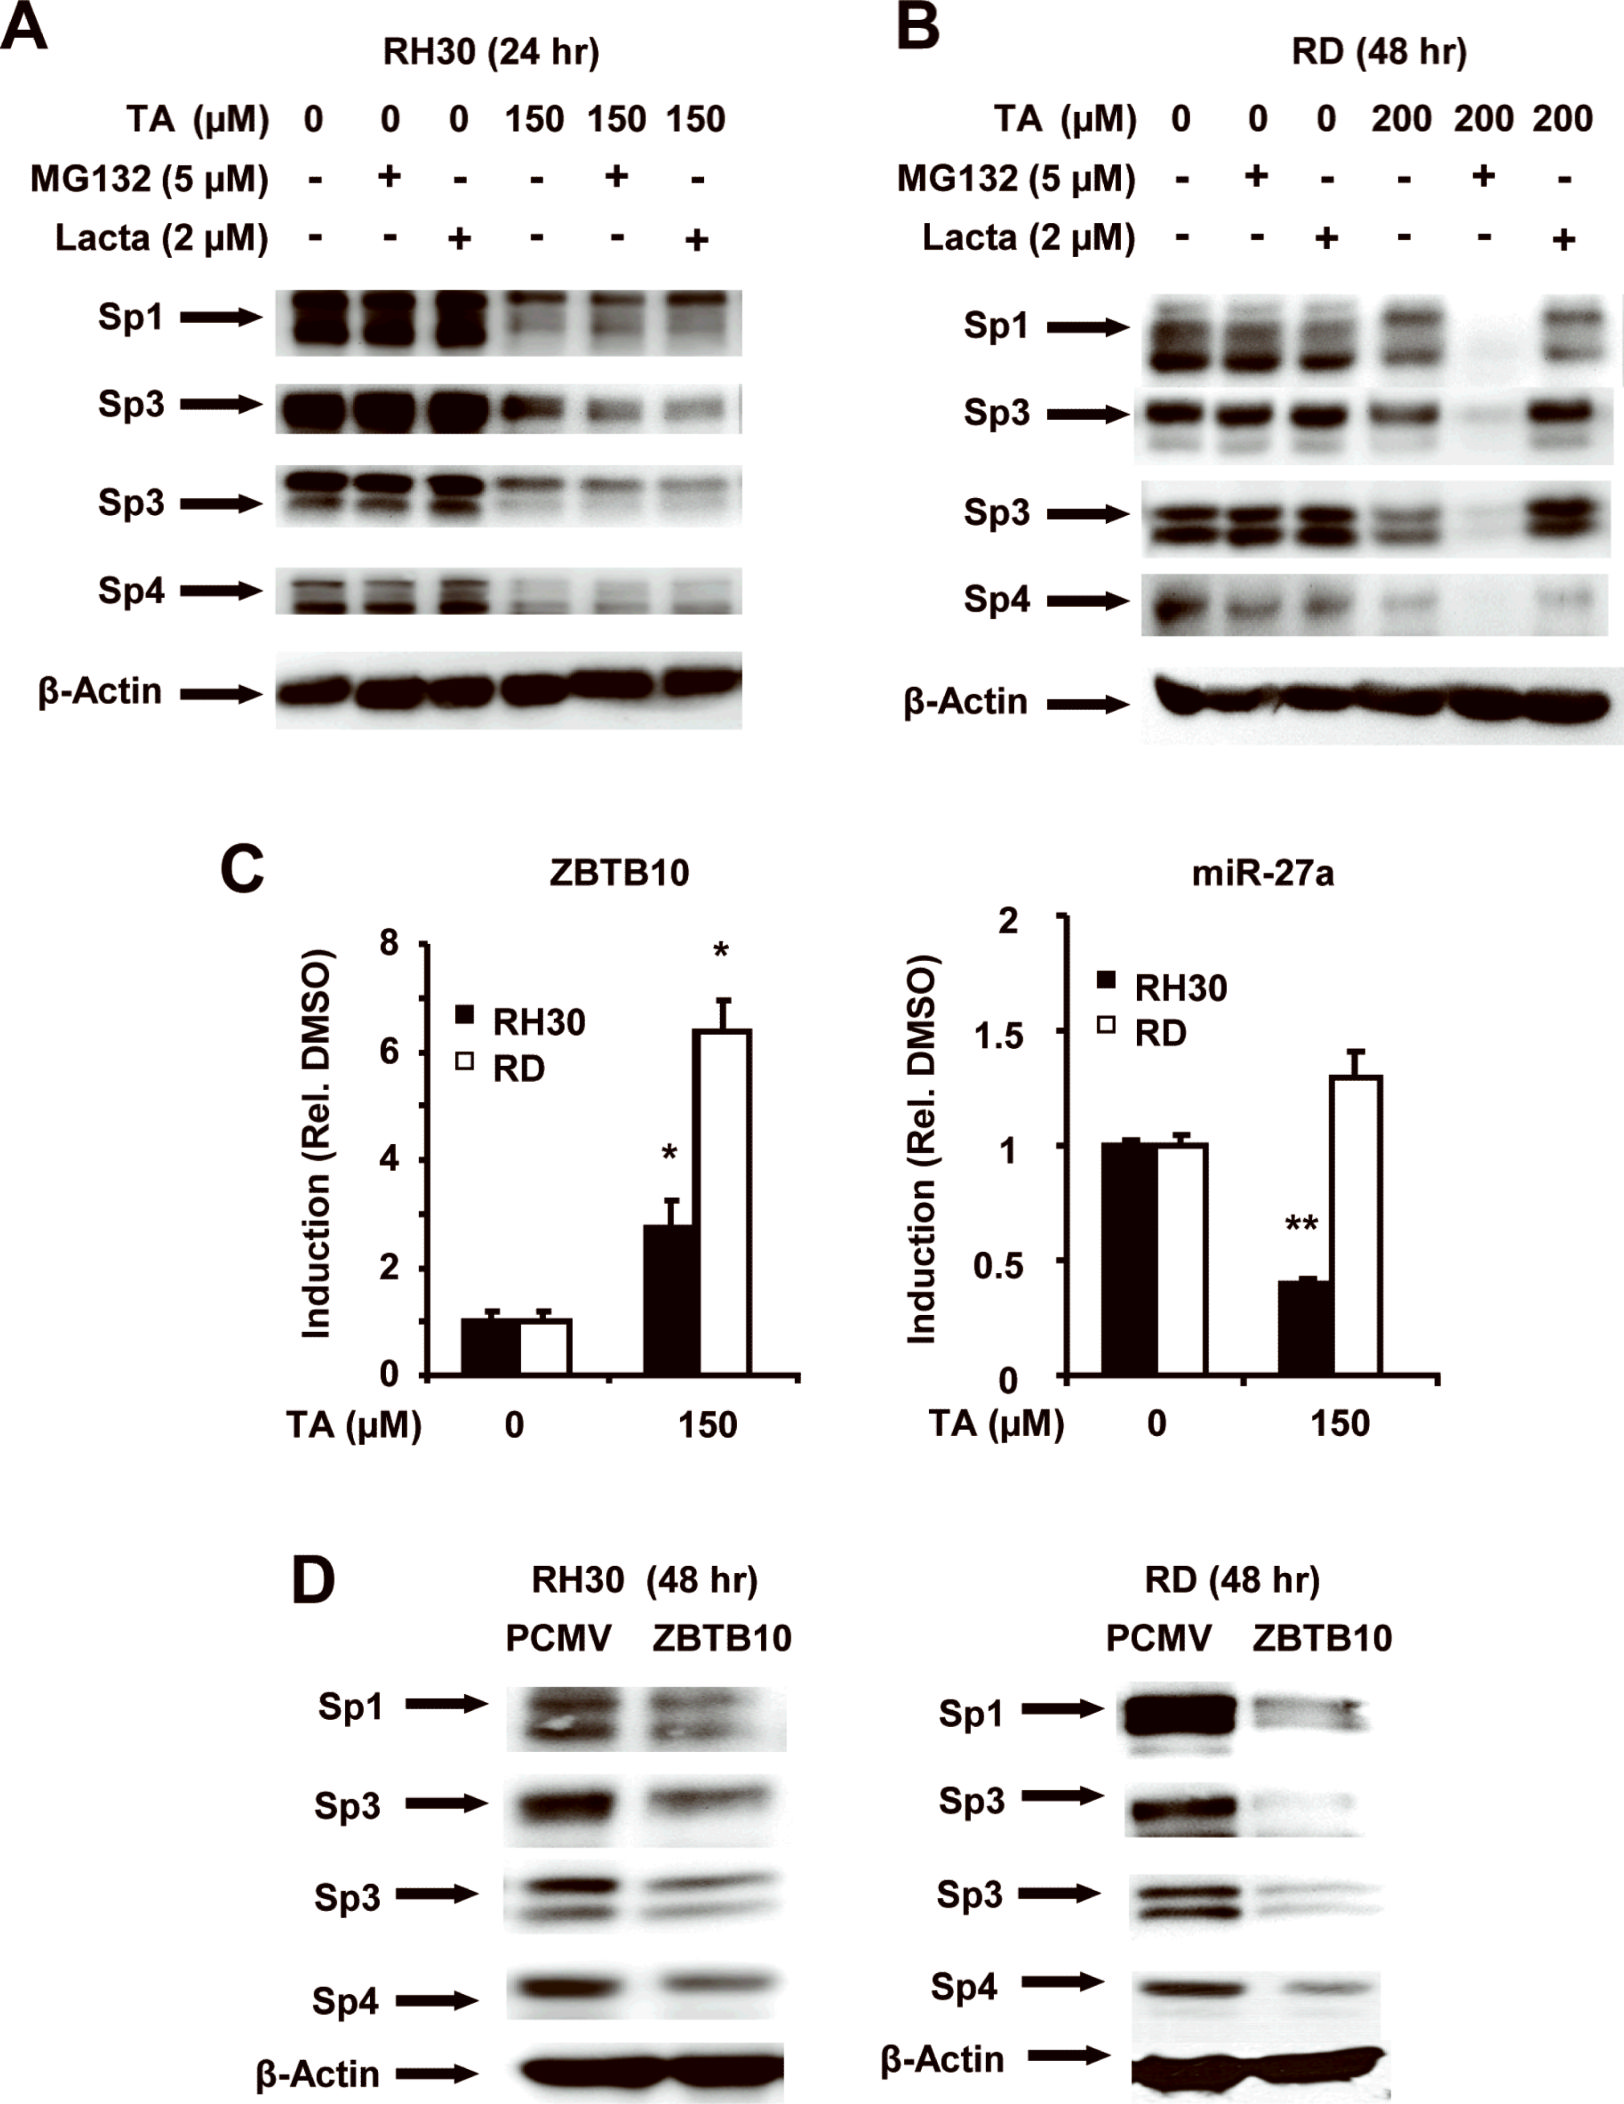 A
RH30 (24 hr)
TA (µM) 0 0 0 150 150 150
MG132 (5 µM) - + - - + -
Lacta (2 µM) - - + - - +
Sp1
Sp3
Sp3
Sp4
β-Actin
B
RD (48 hr)
TA (µM) 0 0 0 200 200 200
MG132 (5 µM) - + - - + -
Lacta (2 µM) - - + - - +
Sp1
Sp3
Sp3
Sp4
β-Actin
C
ZBTB10
Induction (Rel. DMSO)
8
6
4
2
0
RH30
RD
*
*
TA (µM) 0 150
miR-27a
Induction (Rel. DMSO)
2
1.5
1
0.5
0
RH30
RD
**
TA (µM) 0 150
D
RH30 (48 hr)
PCMV ZBTB10
Sp1
Sp3
Sp3
Sp4
β-Actin
RD (48 hr)
PCMV ZBTB10
Sp1
Sp3
Sp3
Sp4
β-Actin